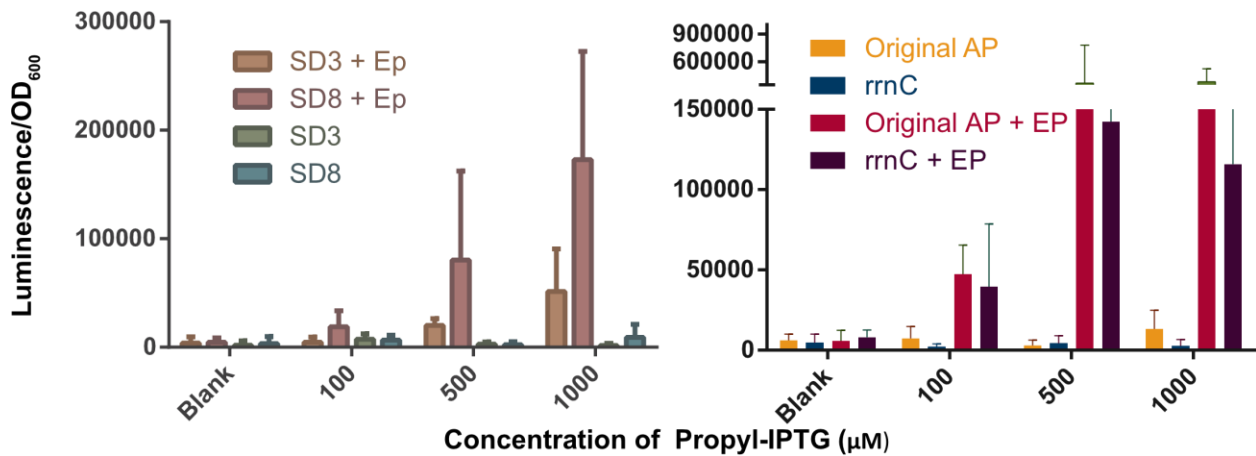 Luminescence/OD600
300000
200000
100000
0
SD3 + Ep
SD8 + Ep
SD3
SD8
Blank
100
500
1000
900000
600000
150000
100000
50000
0
Original AP
rrnC
Original AP + EP
rrnC + EP
Blank
100
500
1000
Concentration of Propyl-IPTG (μM)